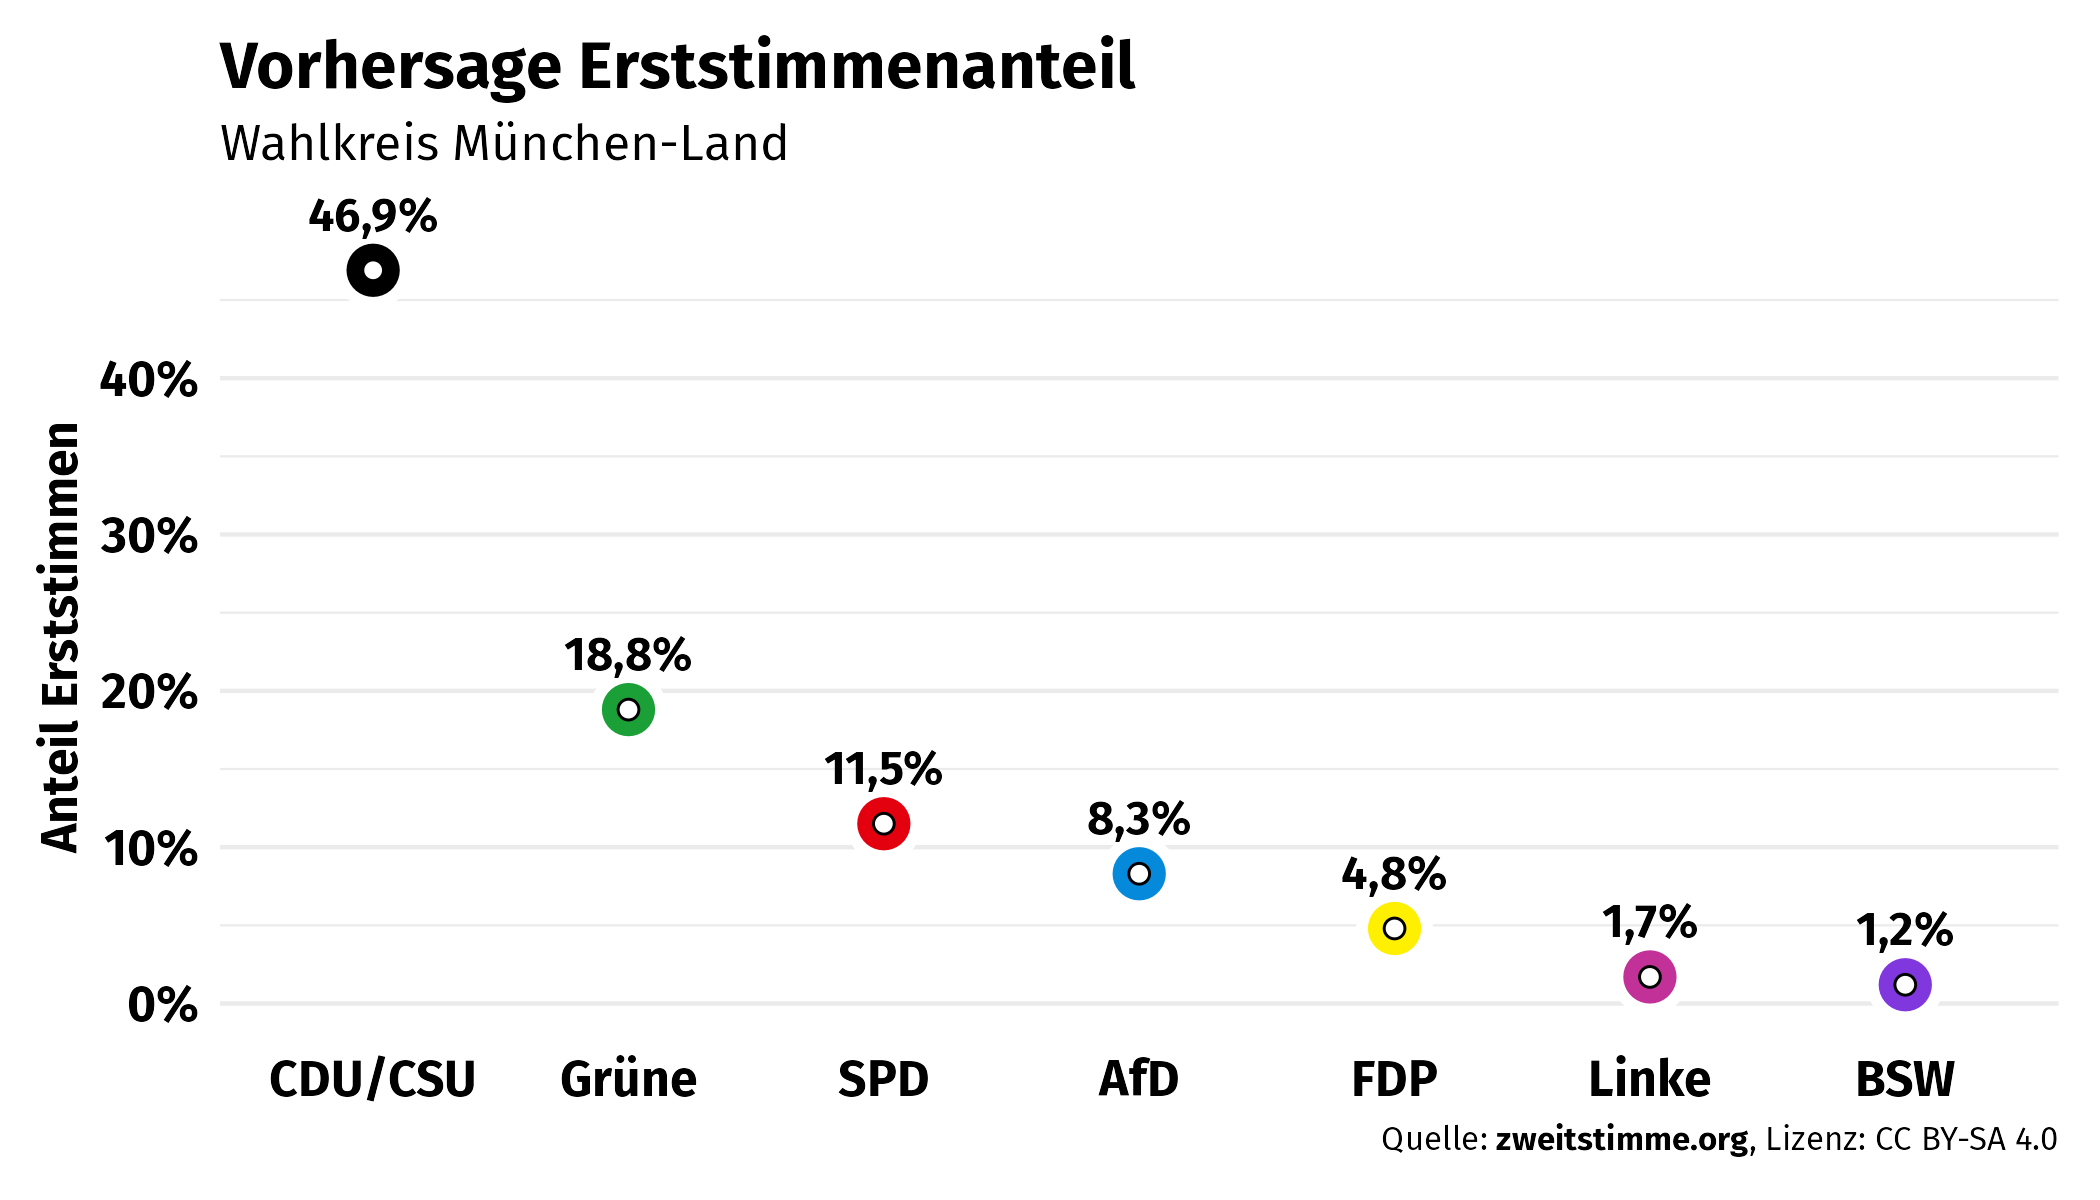 Vorhersage Erststimmenanteil
Wahlkreis München-Land
46,9%
18,8%
11,5%
8,3%
4,8%
1,7%
1,2%
Anteil Erststimmen
40%
30%
20%
10%
0%
CDU/CSU Grüne SPD AfD FDP Linke BSW
Quelle: zweitstimme.org, Lizenz: CC BY-SA 4.0